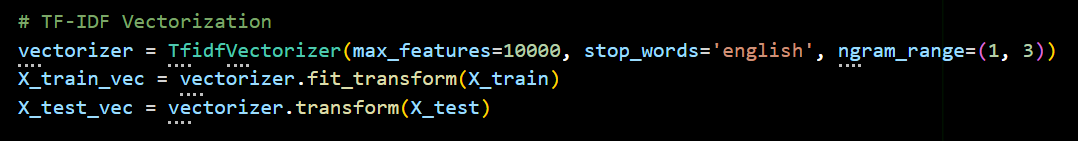 # TF-IDF Vectorization
vectorizer = TfidfVectorizer(max_features=10000, stop_words='english', ngram_range=(1, 3))
X_train_vec = vectorizer.fit_transform(X_train)
X_test_vec = vectorizer.transform(X_test)